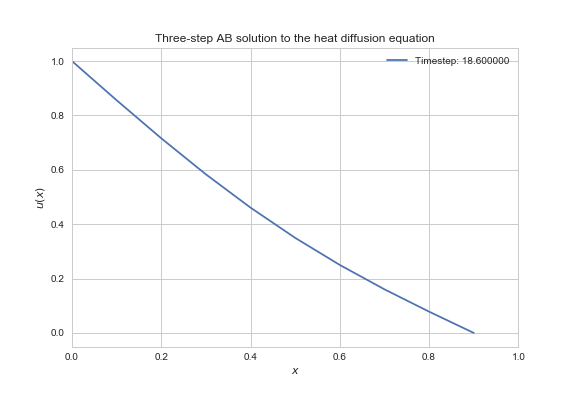 Three-step AB solution to the heat diffusion equation
Timestep: 18.600000
1.0
0.8
0.6
0.4
0.2
0.0
u(x)
0.0 0.2 0.4 0.6 0.8 1.0
x